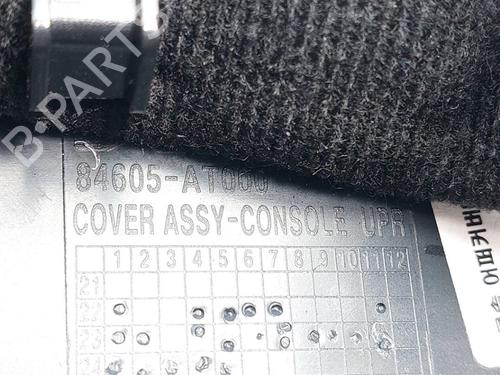 B-PARTS
84605-AT000
COVER ASSY-CONSOLE UPR
1 2 3 4 5 6 7 8 9 10 11 12
21
22
23
24